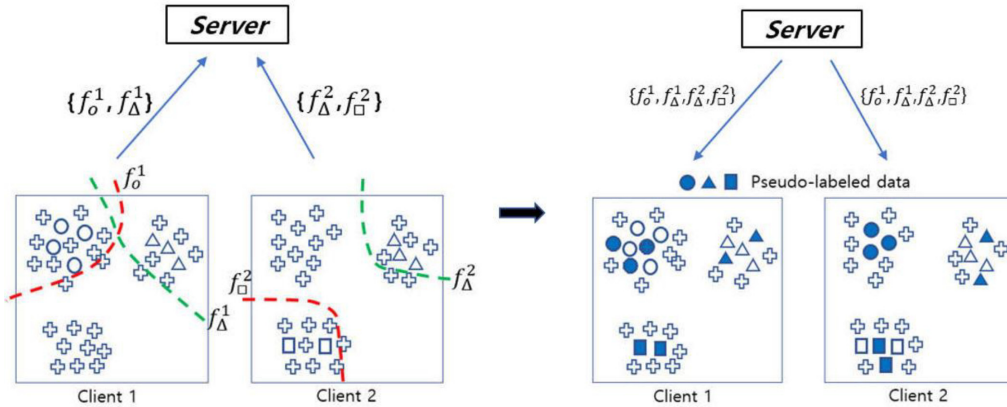 Server
{f_o^1, f_Δ^1}
{f_Δ^2, f_□^2}
f_o^1
f_□^2
f_Δ^2
f_Δ^1
Client 1
Client 2
Server
{f_o^1, f_Δ^1, f_Δ^2, f_□^2}
{f_o^1, f_Δ^1, f_Δ^2, f_□^2}
Pseudo-labeled data
Client 1
Client 2